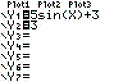 Plot1 Plot2 Plot3
\Y1=5sin(X)+3
\Y2=3
\Y3=
\Y4=
\Y5=
\Y6=
\Y7=